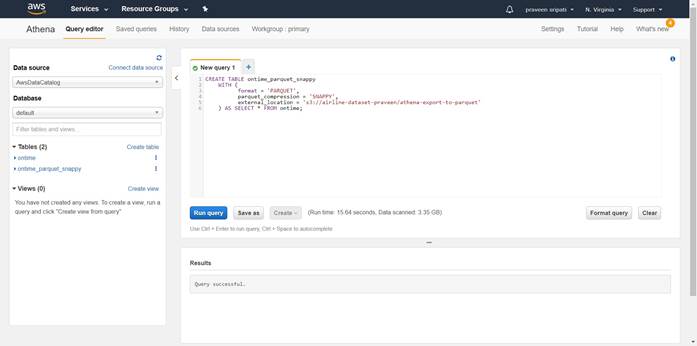 aws
Services
Resource Groups
praveen sripati
N. Virginia
Support
Athena
Query editor
Saved queries
History
Data sources
Workgroup : primary
Settings
Tutorial
Help
What's new
4
Data source
Connect data source
AwsDataCatalog
Database
default
Filter tables and views...
Tables (2)
Create table
ontime
ontime_parquet_snappy
Views (0)
Create view
You have not created any views. To create a view, run a
query and click "Create view from query"
New query 1
+
1 CREATE TABLE ontime_parquet_snappy
2 WITH (
3 format = 'PARQUET',
4 parquet_compression = 'SNAPPY',
5 external_location = 's3://airline-dataset-praveen/athena-export-to-parquet'
6 ) AS SELECT * FROM ontime;
Run query
Save as
Create
(Run time: 15.64 seconds, Data scanned: 3.35 GB)
Format query
Clear
Use Ctrl + Enter to run query, Ctrl + Space to autocomplete
Results
Query successful.